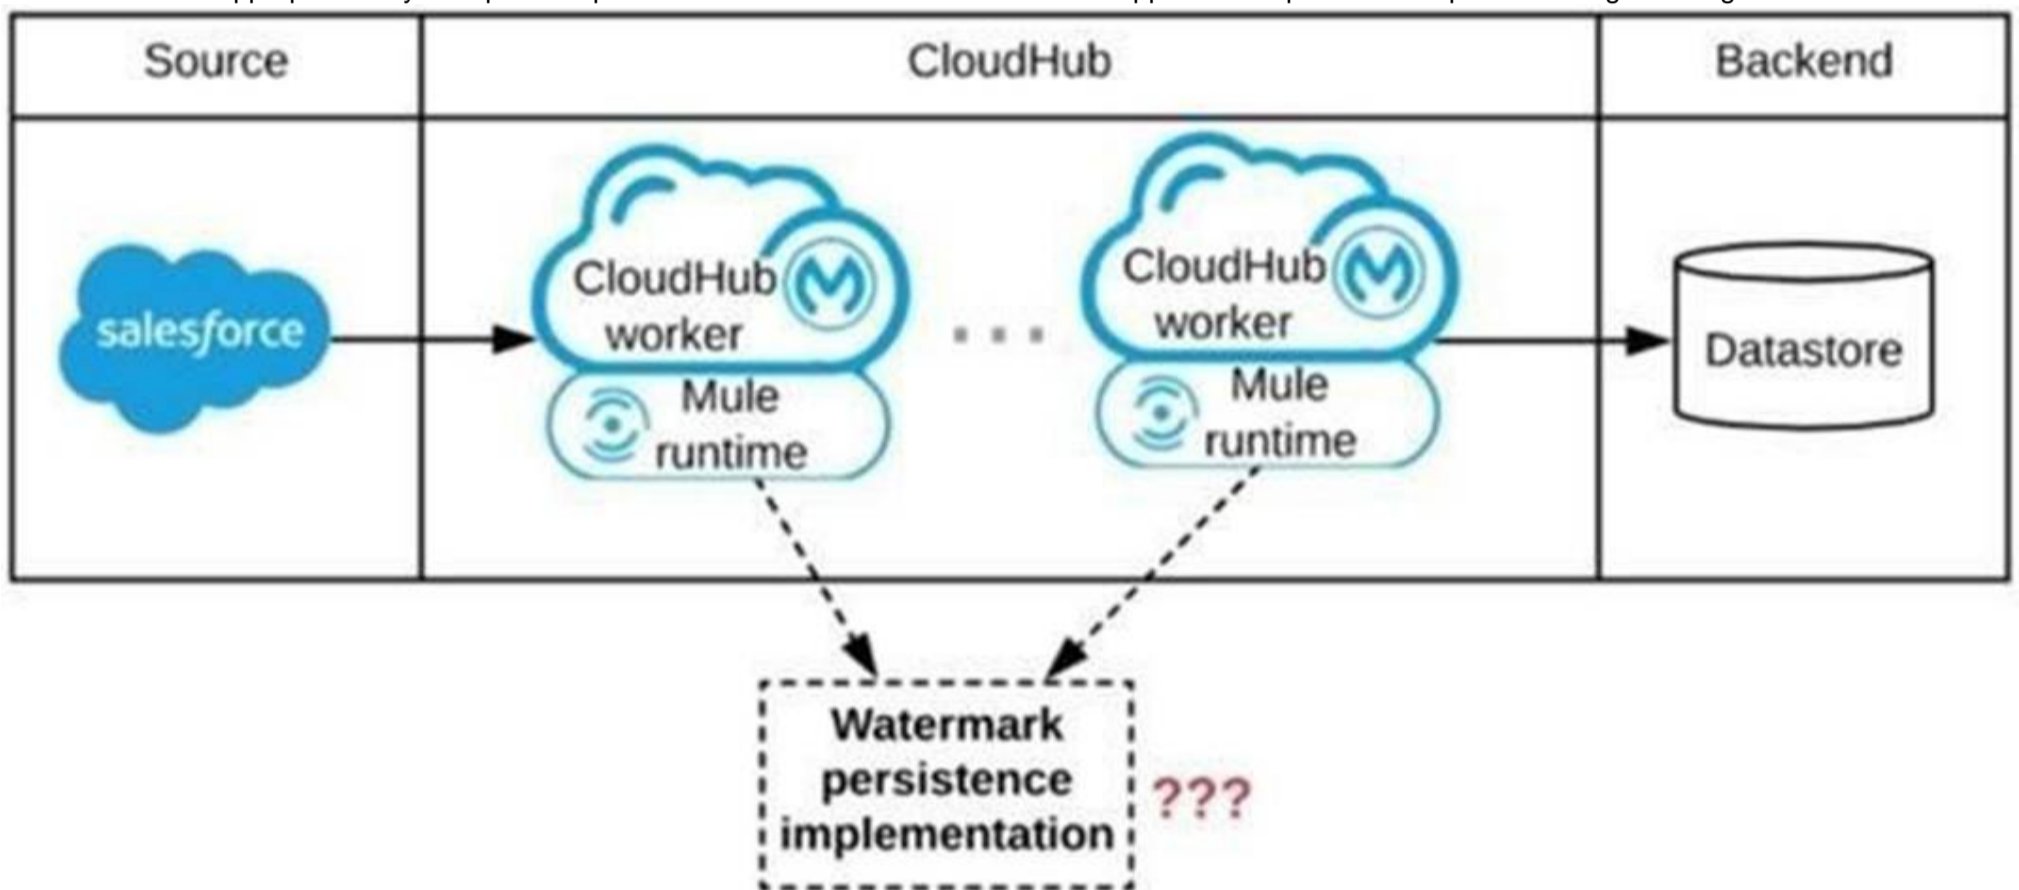 Source
CloudHub
Backend
salesforce
CloudHub
worker
Mule
runtime
CloudHub
worker
Mule
runtime
Datastore
Watermark
persistence
implementation
???